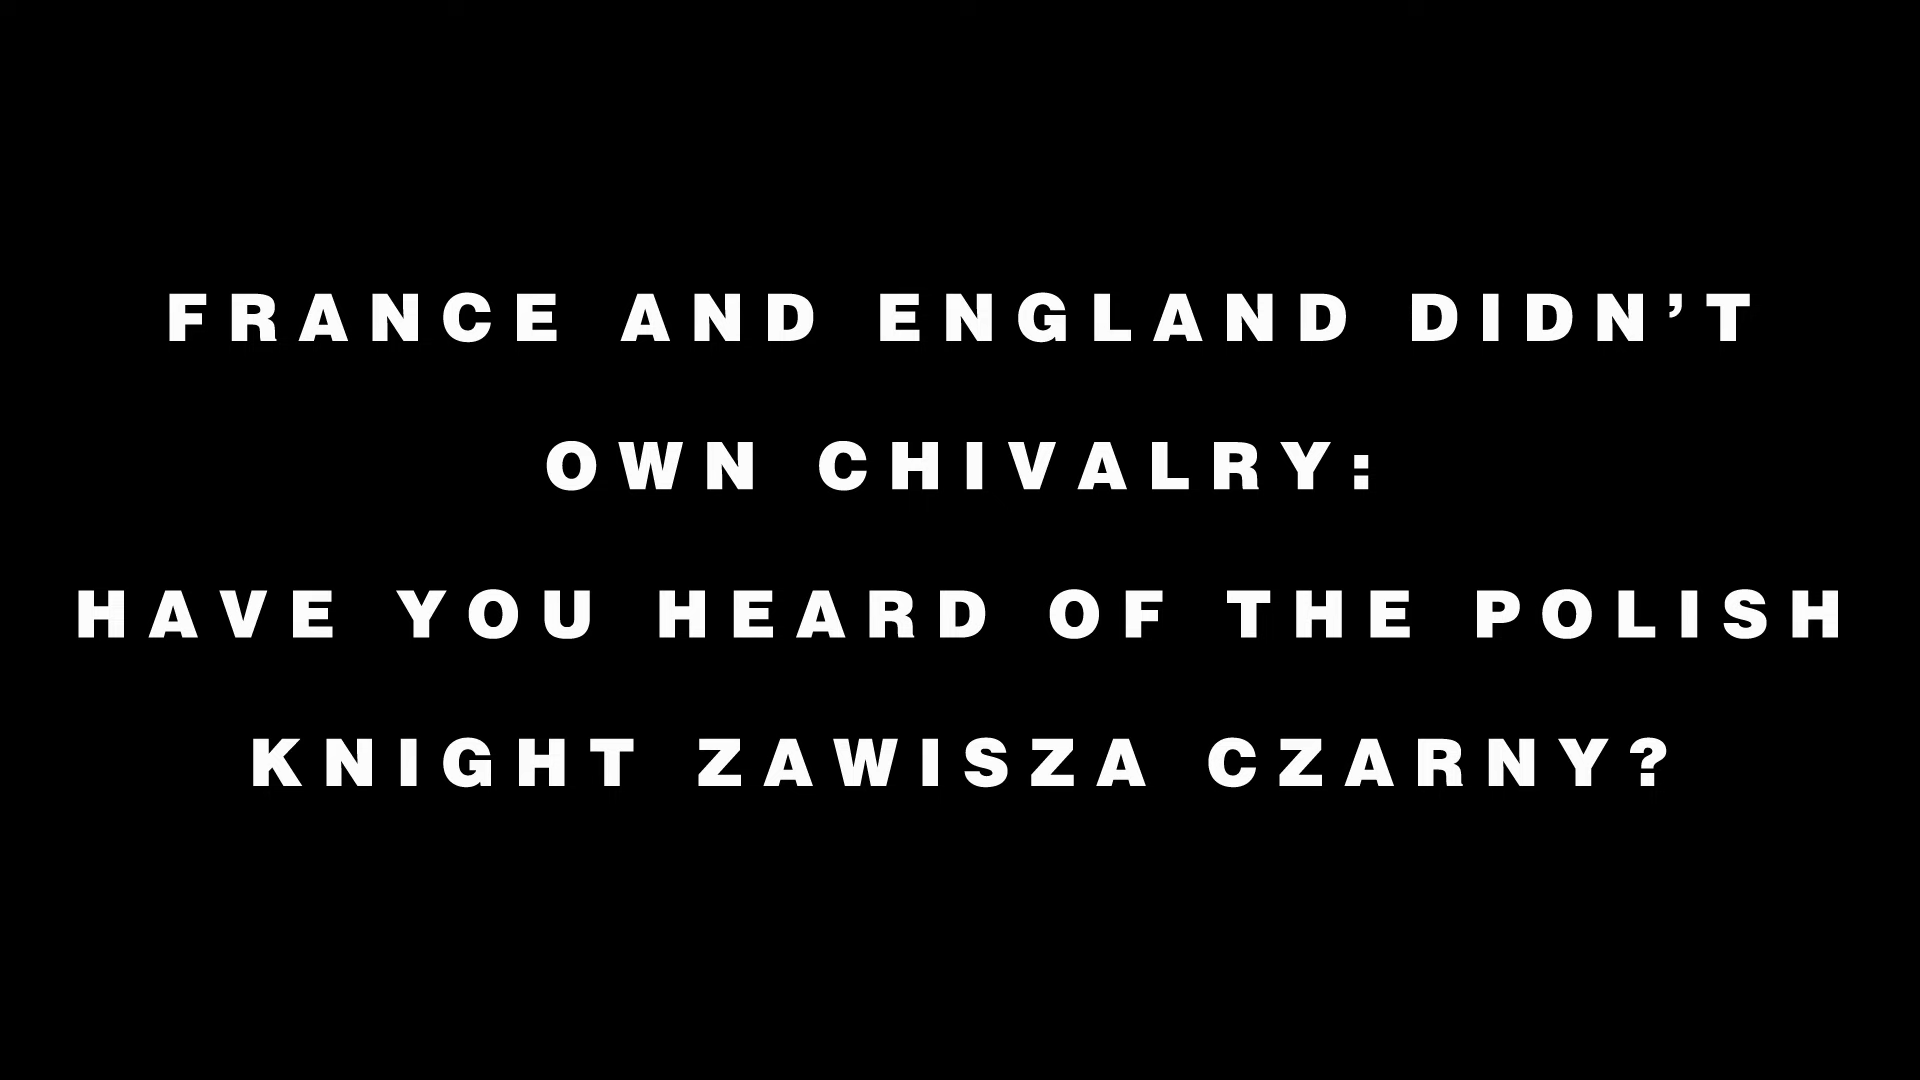 FRANCE AND ENGLAND DIDN’T
OWN CHIVALRY:
HAVE YOU HEARD OF THE POLISH
KNIGHT ZAWISZA CZARNY?